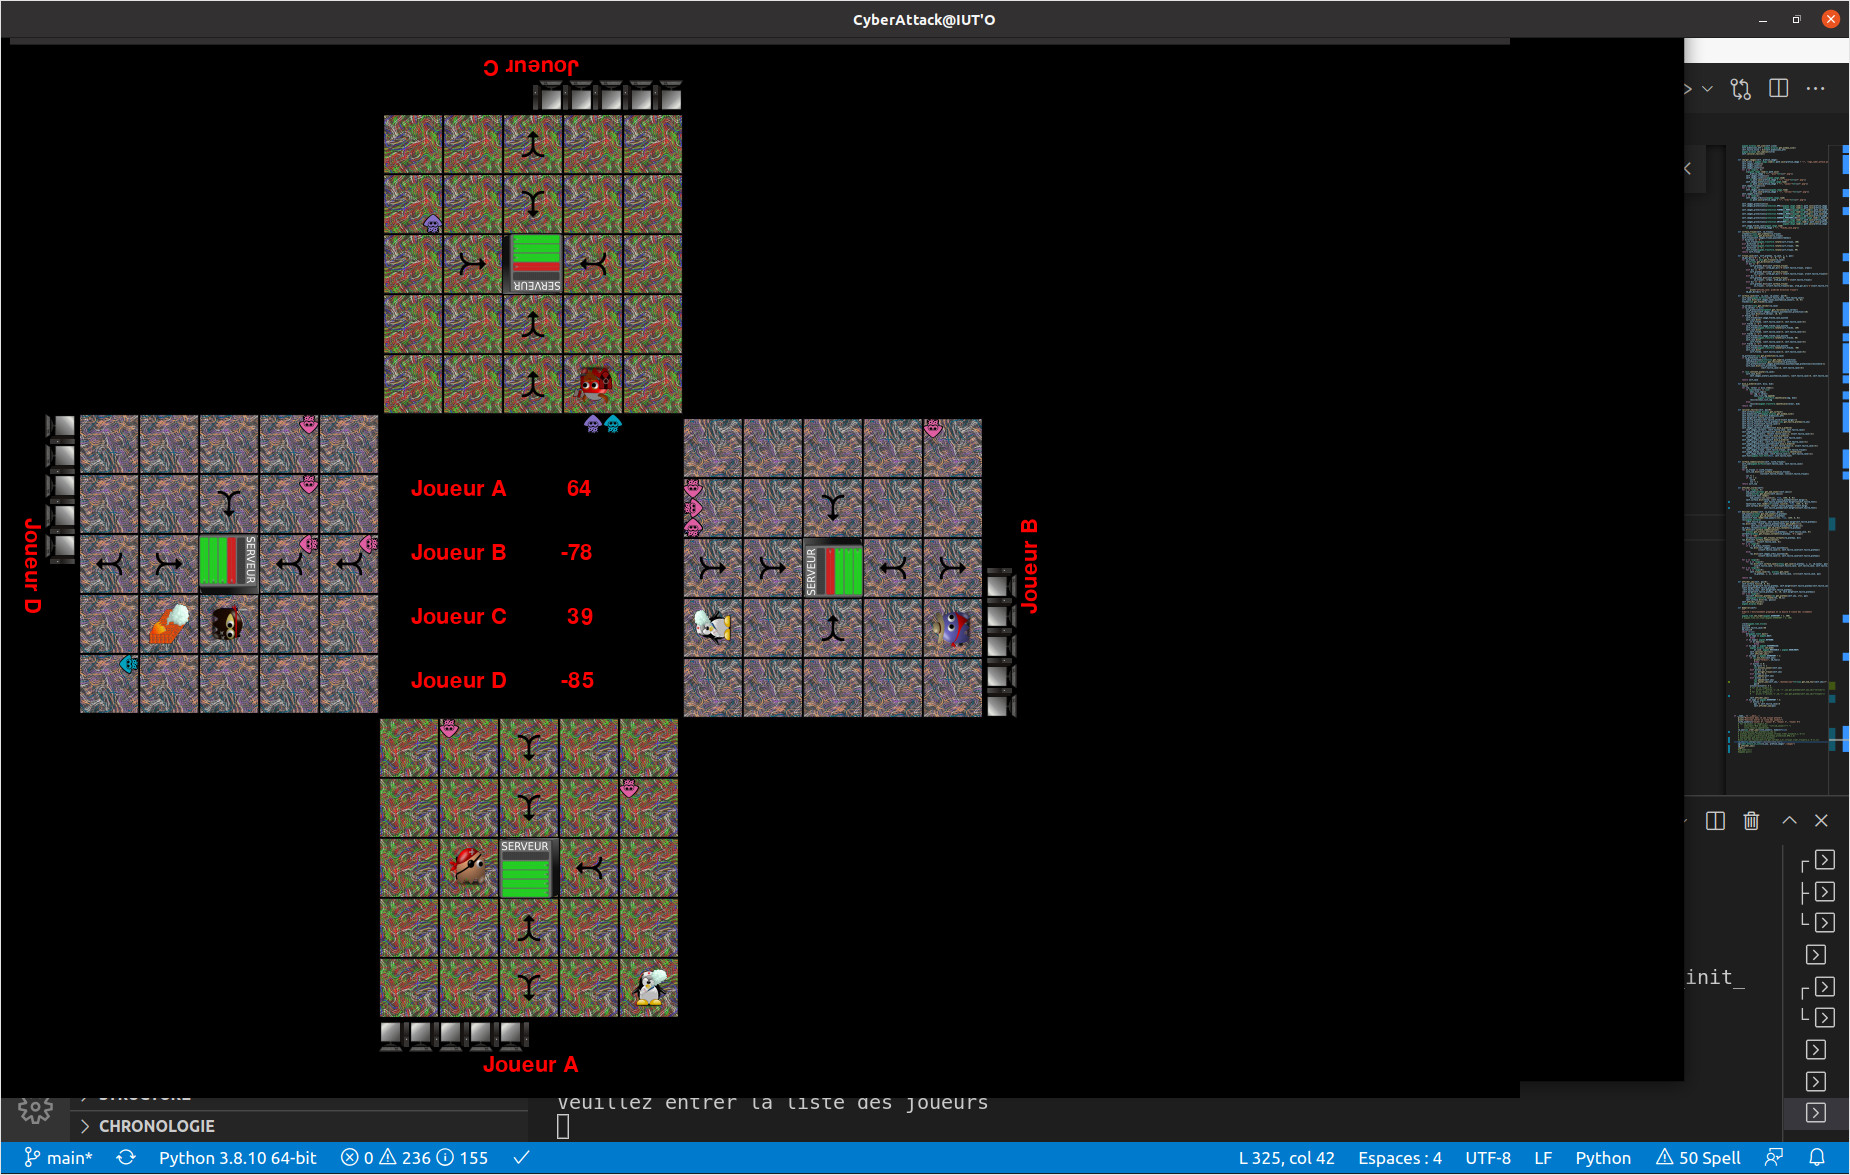 CyberAttack@IUT'O
Joueur C
SERVEUR
Joueur A 64
Joueur B -78
Joueur C 39
Joueur D -85
Joueur D
SERVEUR
SERVEUR
Joueur B
SERVEUR
Joueur A
init_
STRUCTURE
CHRONOLOGIE
Veuillez entrer la liste des joueurs
main* Python 3.8.10 64-bit 0 236 155 L 325, col 42 Espaces : 4 UTF-8 LF Python 50 Spell